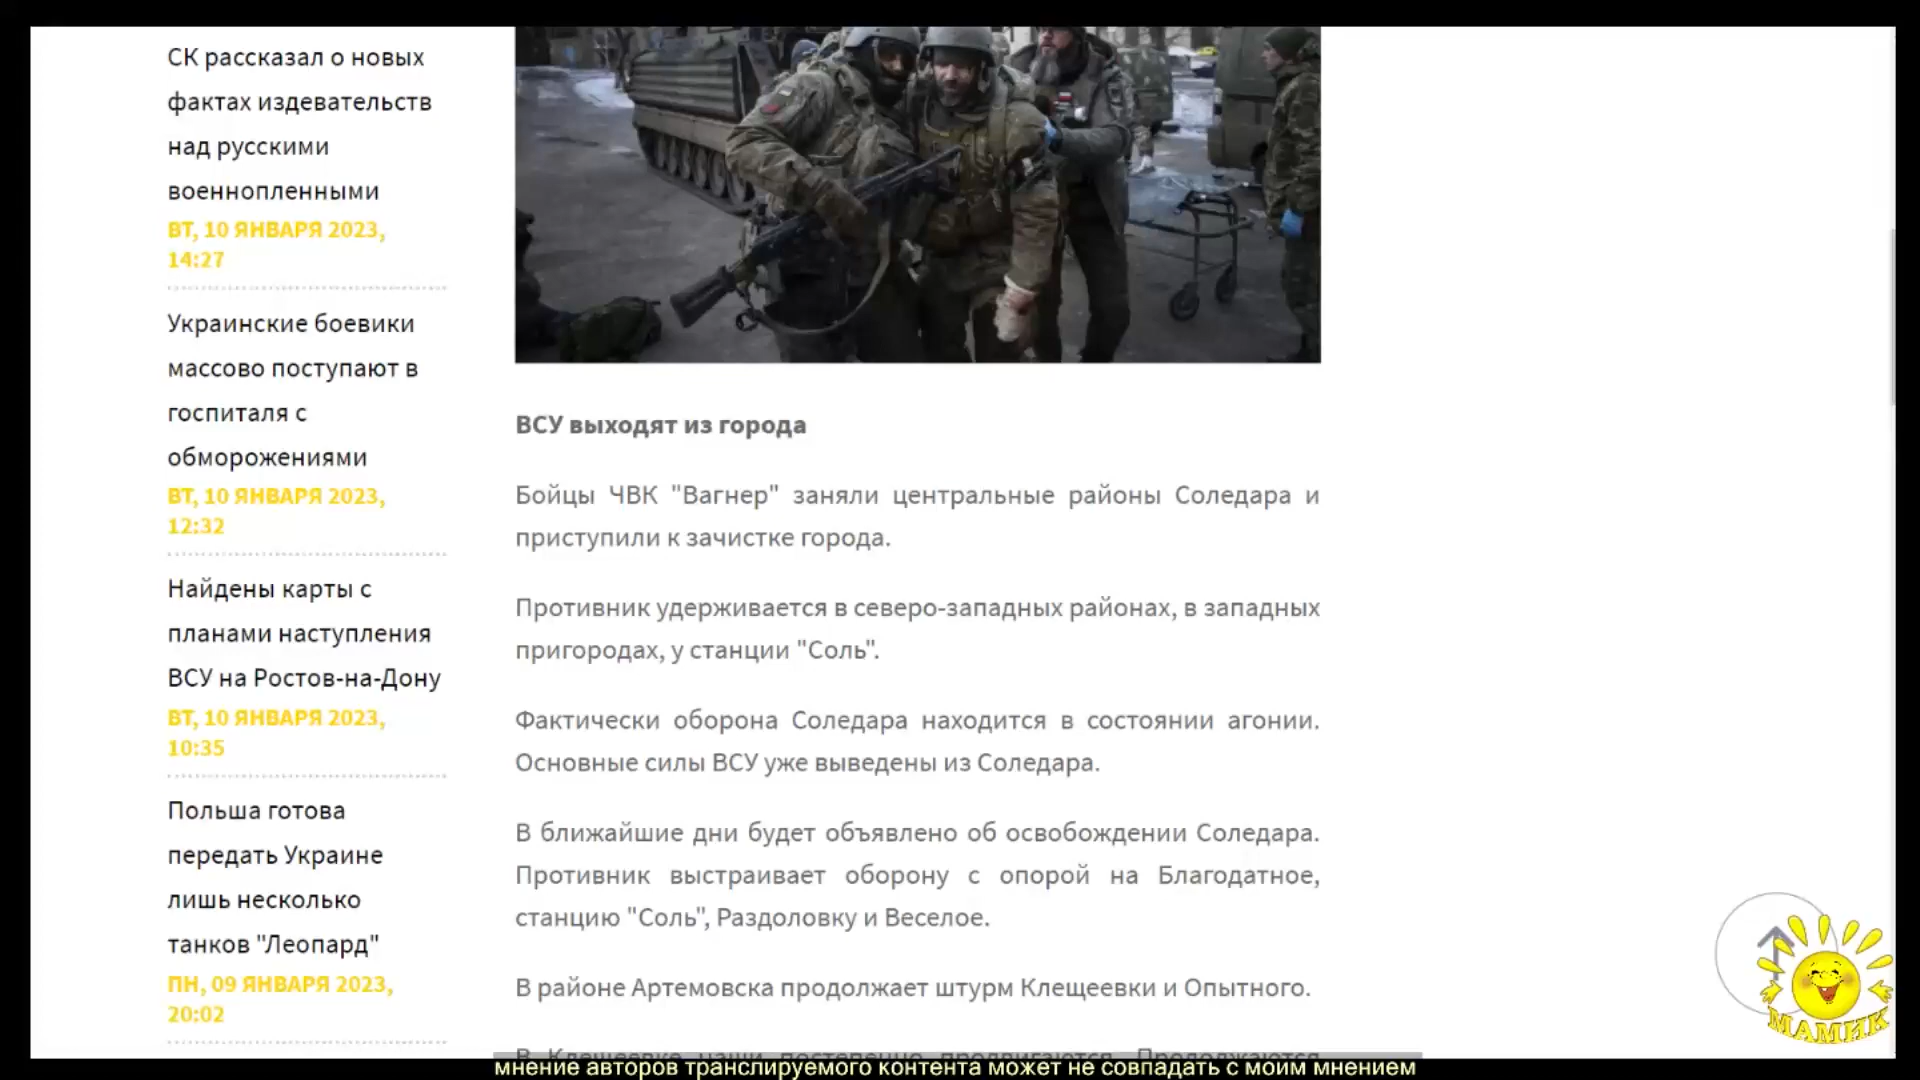 СК рассказал о новых
фактах издевательств
над русскими
военнопленными
ВТ, 10 ЯНВАРЯ 2023,
14:27
Украинские боевики
массово поступают в
госпиталя с
обморожениями
ВТ, 10 ЯНВАРЯ 2023,
12:32
Найдены карты с
планами наступления
ВСУ на Ростов-на-Дону
ВТ, 10 ЯНВАРЯ 2023,
10:35
Польша готова
передать Украине
лишь несколько
танков "Леопард"
ПН, 09 ЯНВАРЯ 2023,
20:02
ВСУ выходят из города
Бойцы ЧВК "Вагнер" заняли центральные районы Соледара и
приступили к зачистке города.
Противник удерживается в северо-западных районах, в западных
пригородах, у станции "Соль".
Фактически оборона Соледара находится в состоянии агонии.
Основные силы ВСУ уже выведены из Соледара.
В ближайшие дни будет объявлено об освобождении Соледара.
Противник выстраивает оборону с опорой на Благодатное,
станцию "Соль", Раздоловку и Веселое.
В районе Артемовска продолжает штурм Клещеевки и Опытного.
В Клещеевке наши постепенно продвигаются. Продолжаются
МАМИК
мнение авторов транслируемого контента может не совпадать с моим мнением